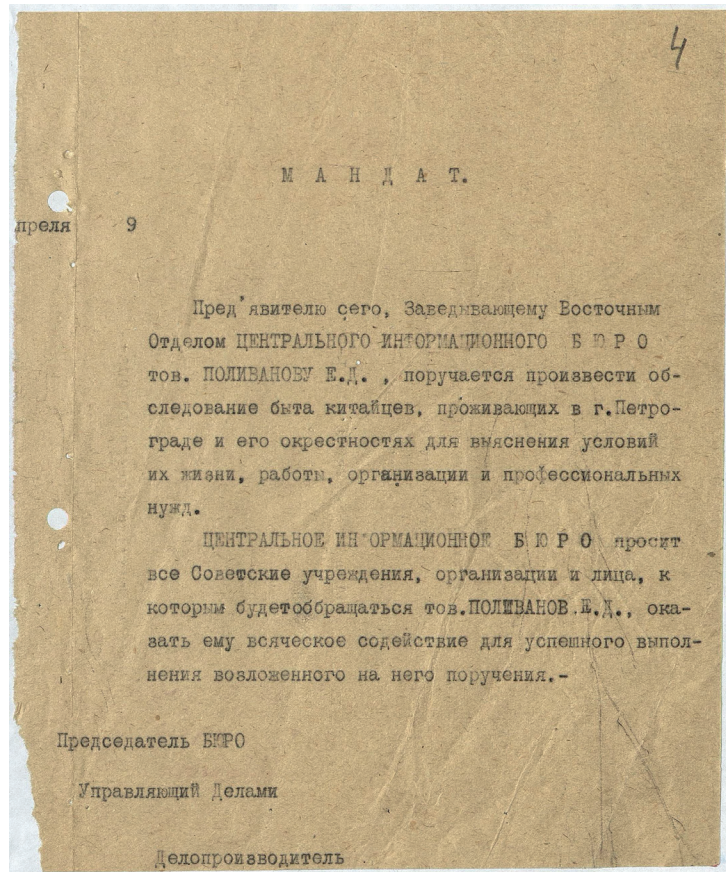 4
М А Н Д А Т.
преля 9
Пред'явителю сего, Заведывающему Восточным
Отделом ЦЕНТРАЛЬНОГО ИНФОРМАЦИОННОГО Б Ю Р О
тов. ПОЛИВАНОВУ Е.Д. , поручается произвести об-
следование быта китайцев, проживающих в г.Петро-
граде и его окрестностях для выяснения условий
их жизни, работы, организации и профессиональных
нужд.
ЦЕНТРАЛЬНОЕ ИНФОРМАЦИОННОЕ Б Ю Р О просит
все Советские учреждения, организации и лица, к
которым будетоббращаться тов.ПОЛИВАНОВ.Е.Д., ока-
зать ему всяческое содействие для успешного выпол-
нения возложенного на него поручения.-
Председатель БЮРО
Управляющий Делами
Делопроизводитель